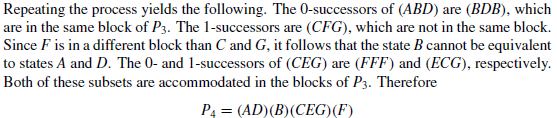 Repeating the process yields the following. The 0-successors of (ABD) are (BDB), which
are in the same block of P₃. The 1-successors are (CFG), which are not in the same block.
Since F is in a different block than C and G, it follows that the state B cannot be equivalent
to states A and D. The 0- and 1-successors of (CEG) are (FFF) and (ECG), respectively.
Both of these subsets are accommodated in the blocks of P₃. Therefore
P₄ = (AD)(B)(CEG)(F)